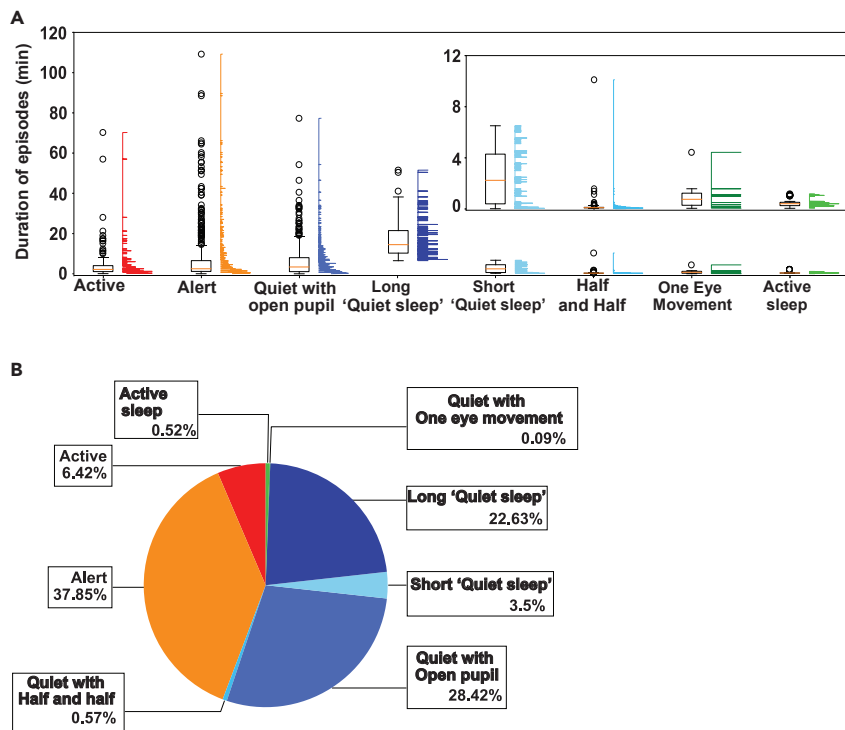 A
Duration of episodes (min)
120
100
80
60
40
20
0
12
8
4
0
Active
Alert
Quiet with
open pupil
Long
'Quiet sleep'
Short
'Quiet sleep'
Half
and Half
One Eye
Movement
Active
sleep
B
Active
sleep
0.52%
Quiet with
One eye movement
0.09%
Active
6.42%
Long 'Quiet sleep'
22.63%
Alert
37.85%
Short 'Quiet sleep'
3.5%
Quiet with
Open pupil
28.42%
Quiet with
Half and half
0.57%